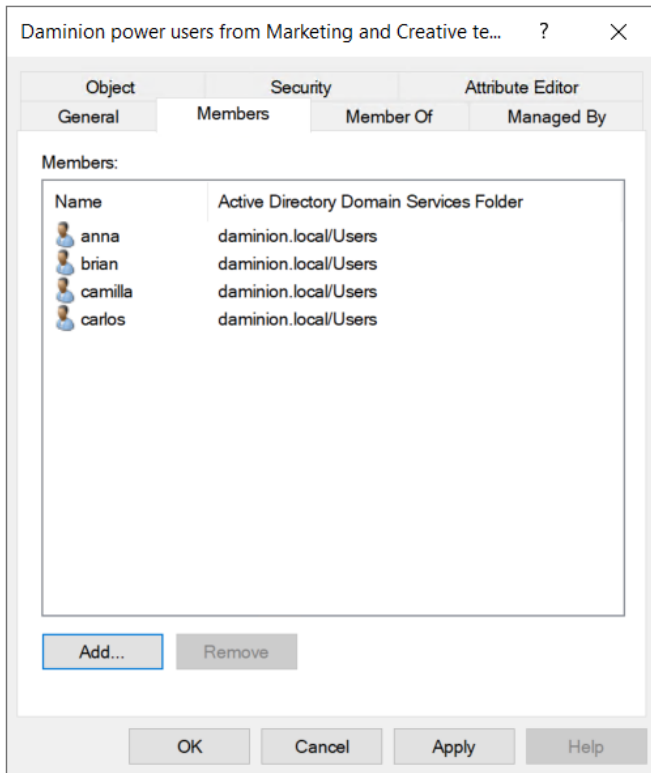 Daminion power users from Marketing and Creative te... ? ×
Object Security Attribute Editor
General Members Member Of Managed By
Members:
Name Active Directory Domain Services Folder
anna daminion.local/Users
brian daminion.local/Users
camilla daminion.local/Users
carlos daminion.local/Users
Add... Remove
OK Cancel Apply Help